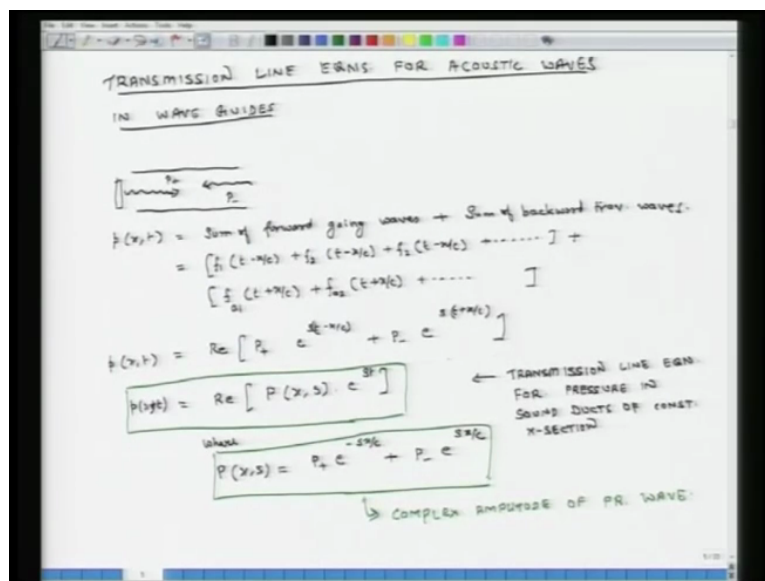 TRANSMISSION LINE EQNS FOR ACOUSTIC WAVES
IN WAVE GUIDES
P+
P-
p(x,t) = Sum of forward going waves + Sum of backward trav. waves.
= [f1 (t-x/c) + f2 (t-x/c) + f3 (t-x/c) + ......] +
[f (t+x/c) + f (t+x/c) + ...... ]
p(x,t) = Re [P+ e^s(t-x/c) + P- e^s(t+x/c)]
p(x,t) = Re [ P(x,s). e^st ]
← TRANSMISSION LINE EQN.
FOR PRESSURE IN
SOUND DUCTS OF CONST.
X-SECTION
where
P(x,s) = P+ e^-sx/c + P- e^sx/c
↳ COMPLEX AMPLITUDE OF PR. WAVE.